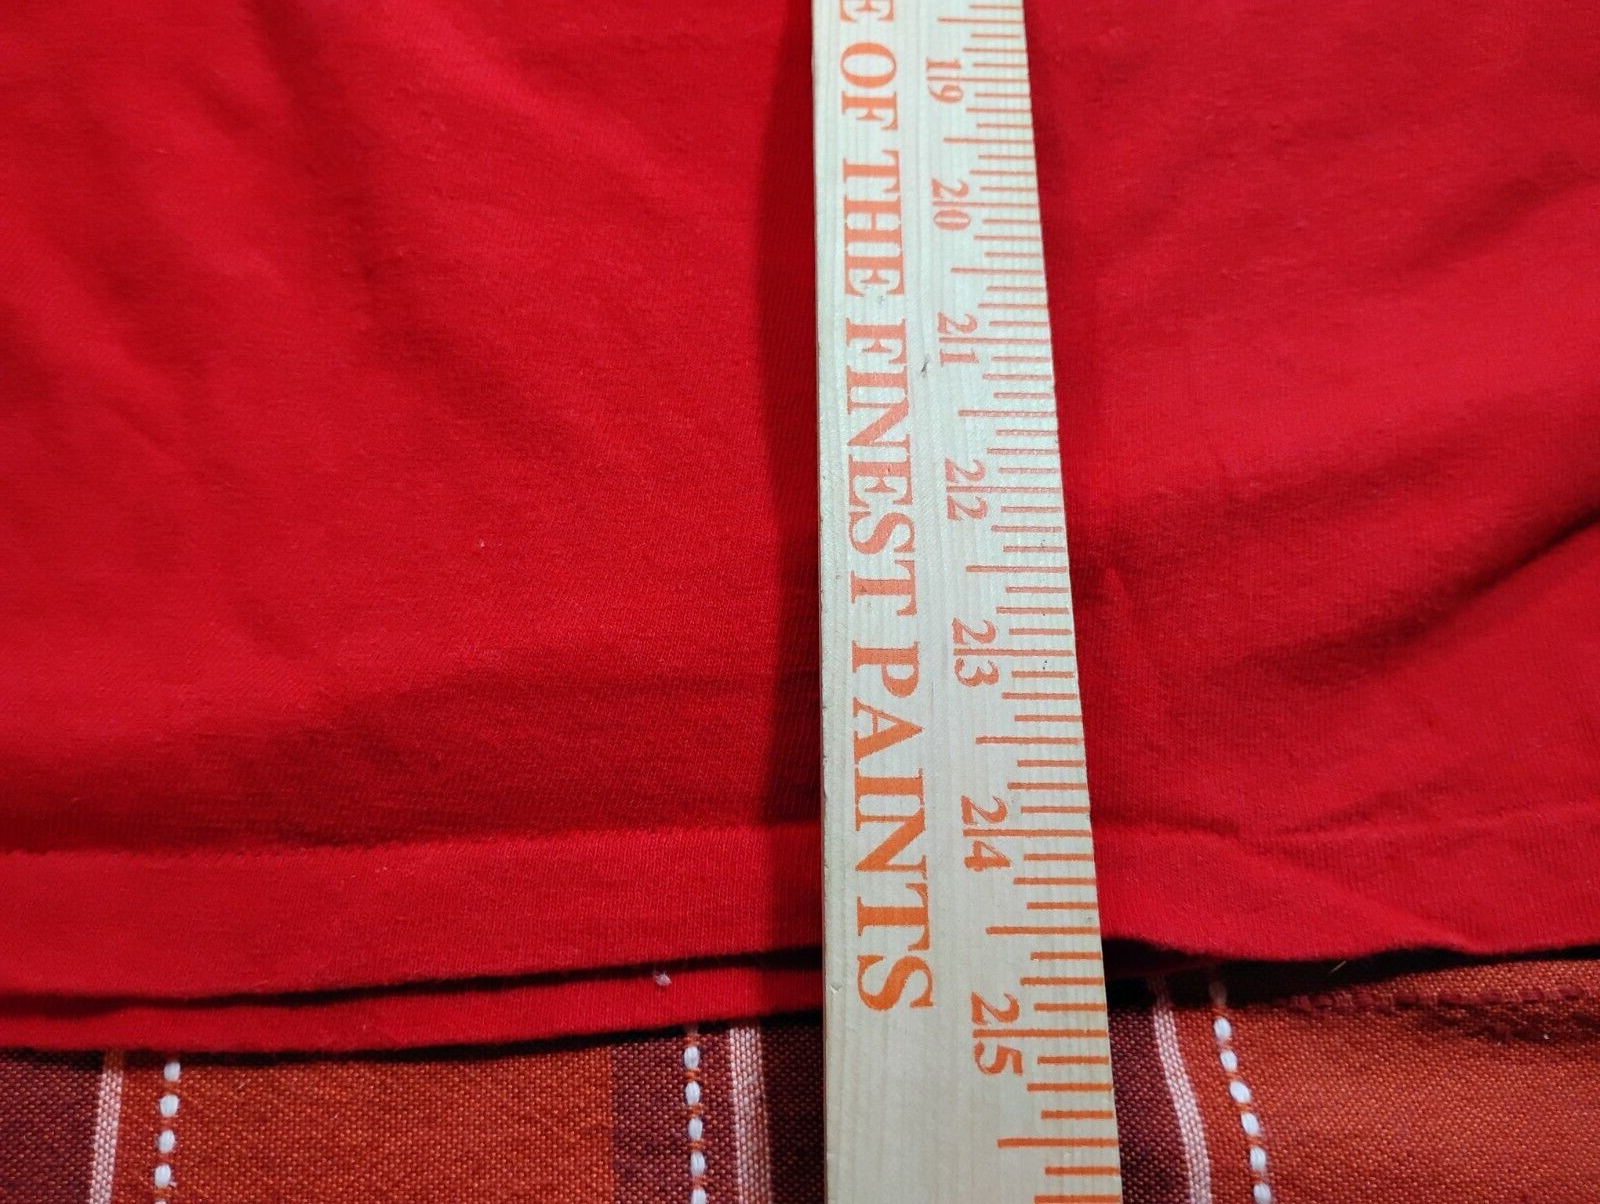 E OF THE FINEST PAINTS
19 20 21 22 23 24 25